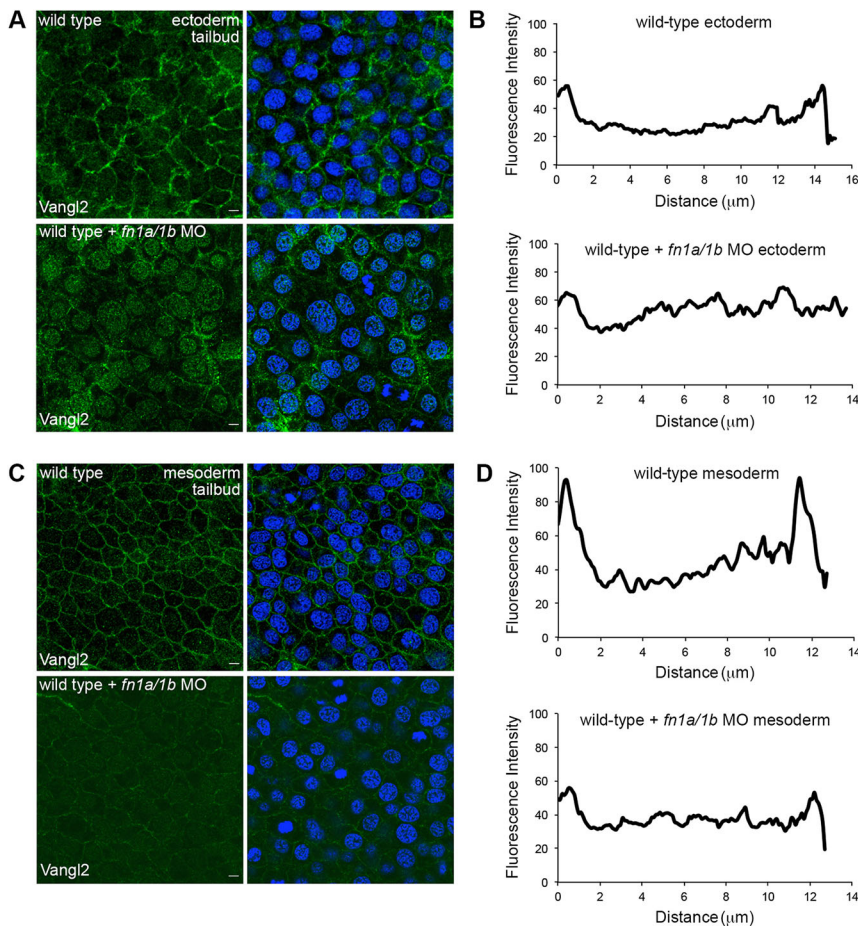 A
wild type
ectoderm
tailbud
Vangl2
wild type + fn1a/1b MO
Vangl2
B
wild-type ectoderm
Fluorescence Intensity
100
80
60
40
20
0
0 2 4 6 8 10 12 14 16
Distance (μm)
wild-type + fn1a/1b MO ectoderm
Fluorescence Intensity
100
80
60
40
20
0
0 2 4 6 8 10 12 14
Distance (μm)
C
wild type
mesoderm
tailbud
Vangl2
wild type + fn1a/1b MO
Vangl2
D
wild-type mesoderm
Fluorescence Intensity
100
80
60
40
20
0
0 2 4 6 8 10 12 14
Distance (μm)
wild-type + fn1a/1b MO mesoderm
Fluorescence Intensity
100
80
60
40
20
0
0 2 4 6 8 10 12 14
Distance (μm)